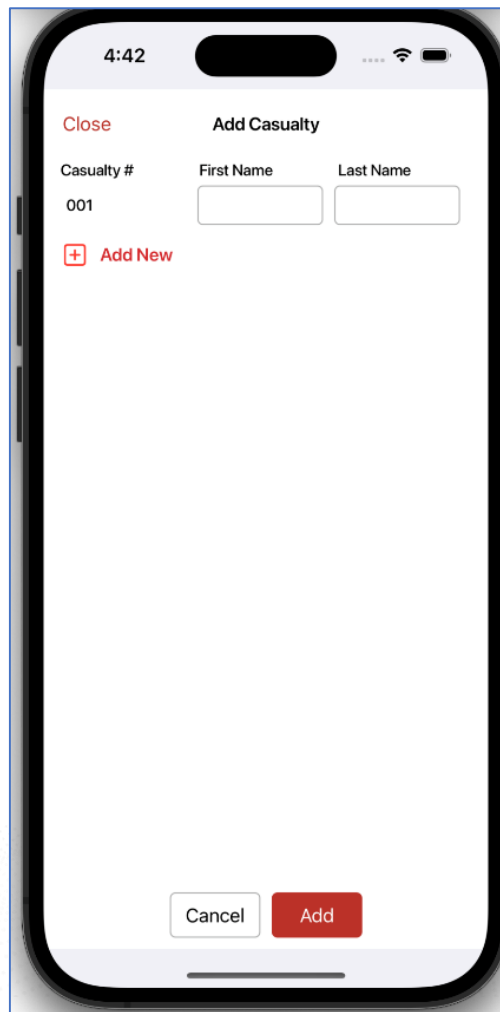 4:42
Close Add Casualty
Casualty # First Name Last Name
001
Add New
Cancel Add